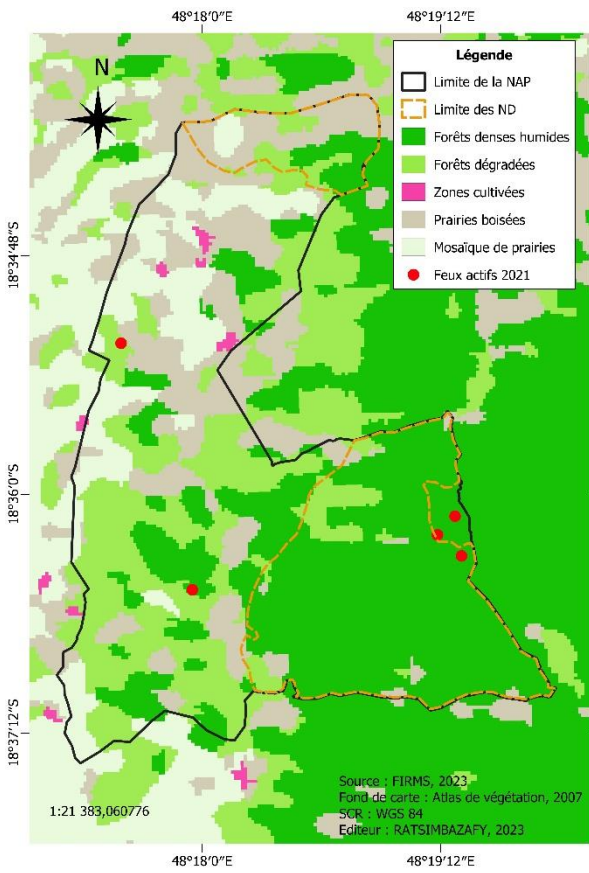 48°18′0″E 48°19′12″E
N
Légende
Limite de la NAP
Limite des ND
Forêts denses humides
Forêts dégradées
Zones cultivées
Prairies boisées
Mosaïque de prairies
Feux actifs 2021
18°34′48″S
18°36′0″S
18°37′12″S
1:21 383,060776
Source : FIRMS, 2023
Fond de carte : Atlas de végétation, 2007
SCR : WGS 84
Editeur : RATSIMBAZAFY, 2023
48°18′0″E 48°19′12″E